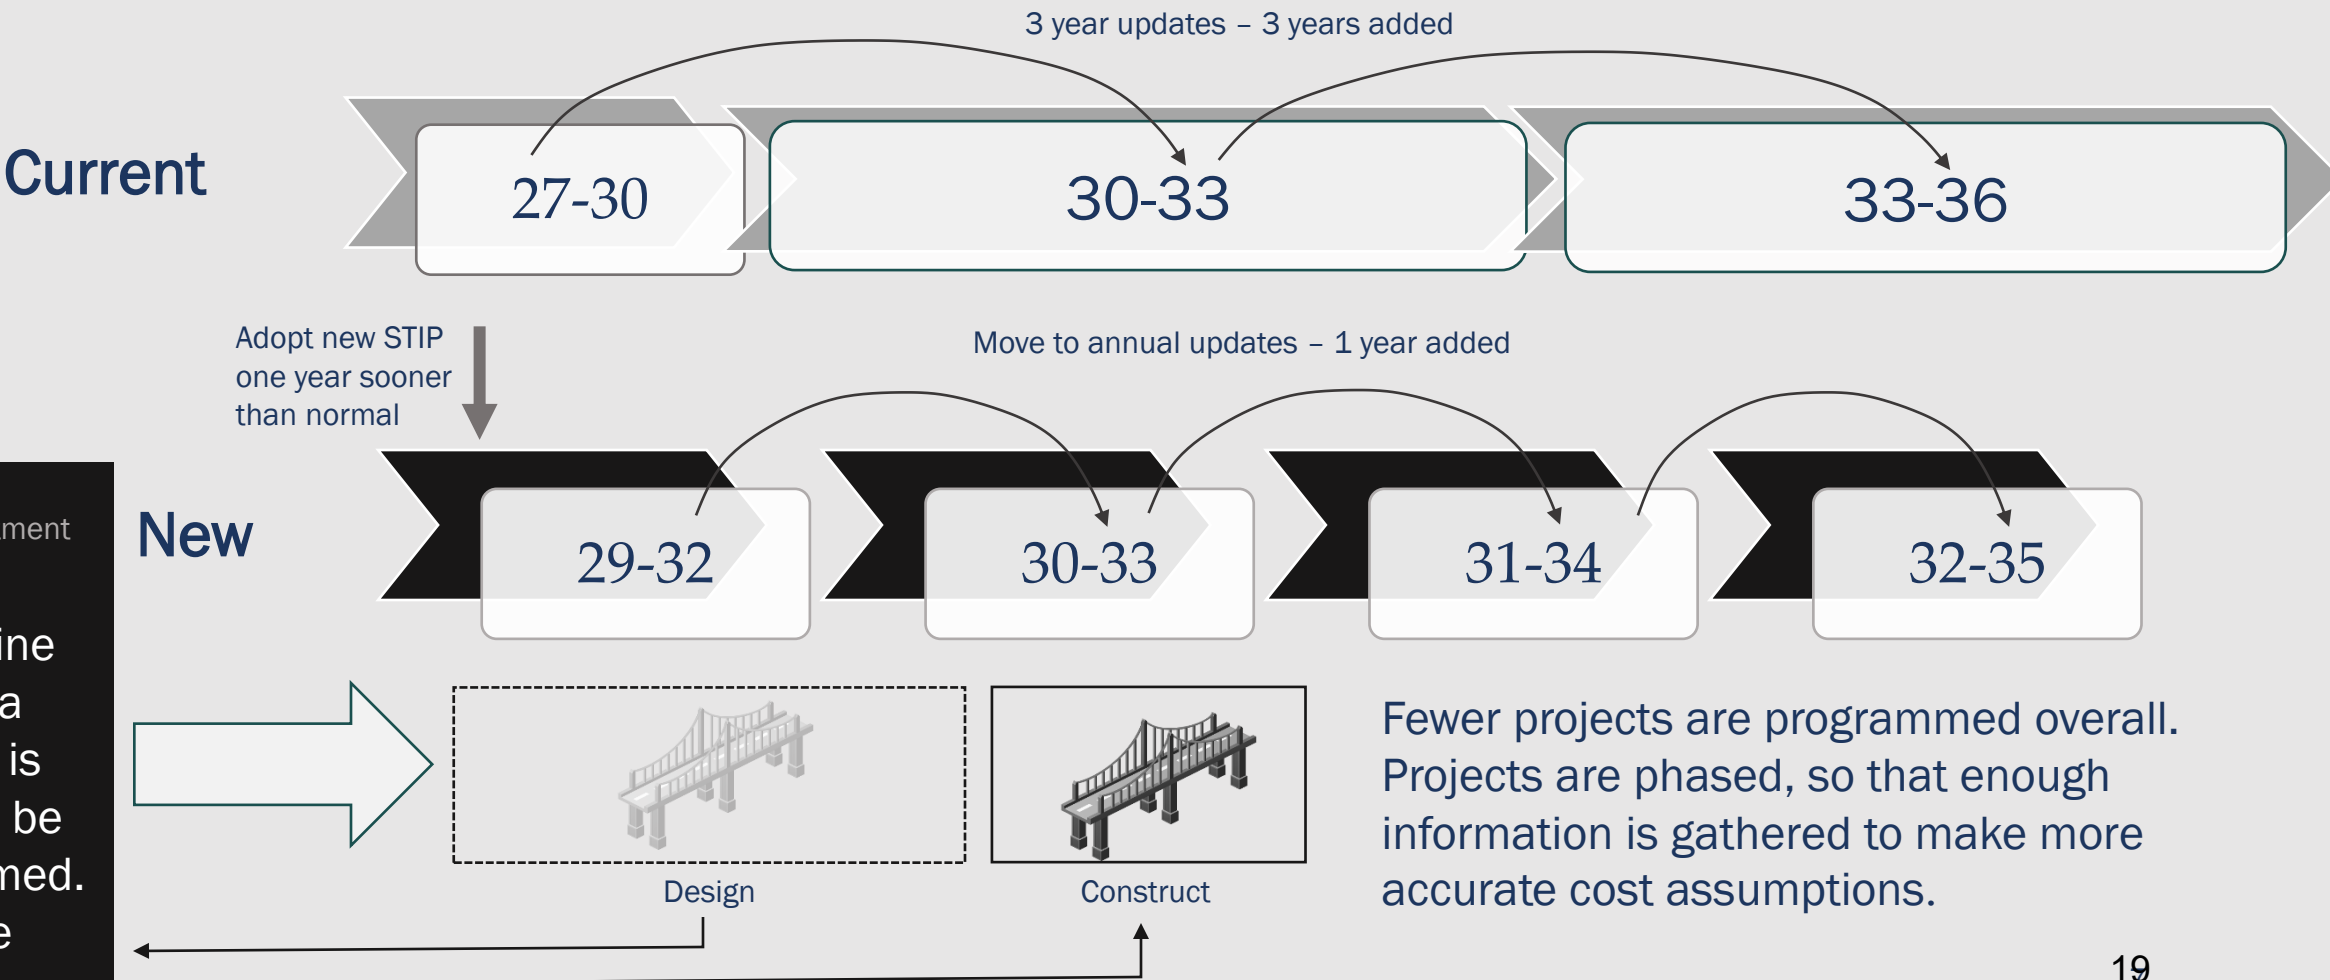 3 year updates – 3 years added
Current
27-30
30-33
33-36
Adopt new STIP
one year sooner
than normal
Move to annual updates – 1 year added
New
29-32
30-33
31-34
32-35
a
is
be
Fewer projects are programmed overall.
Projects are phased, so that enough
information is gathered to make more
accurate cost assumptions.
Design
Construct